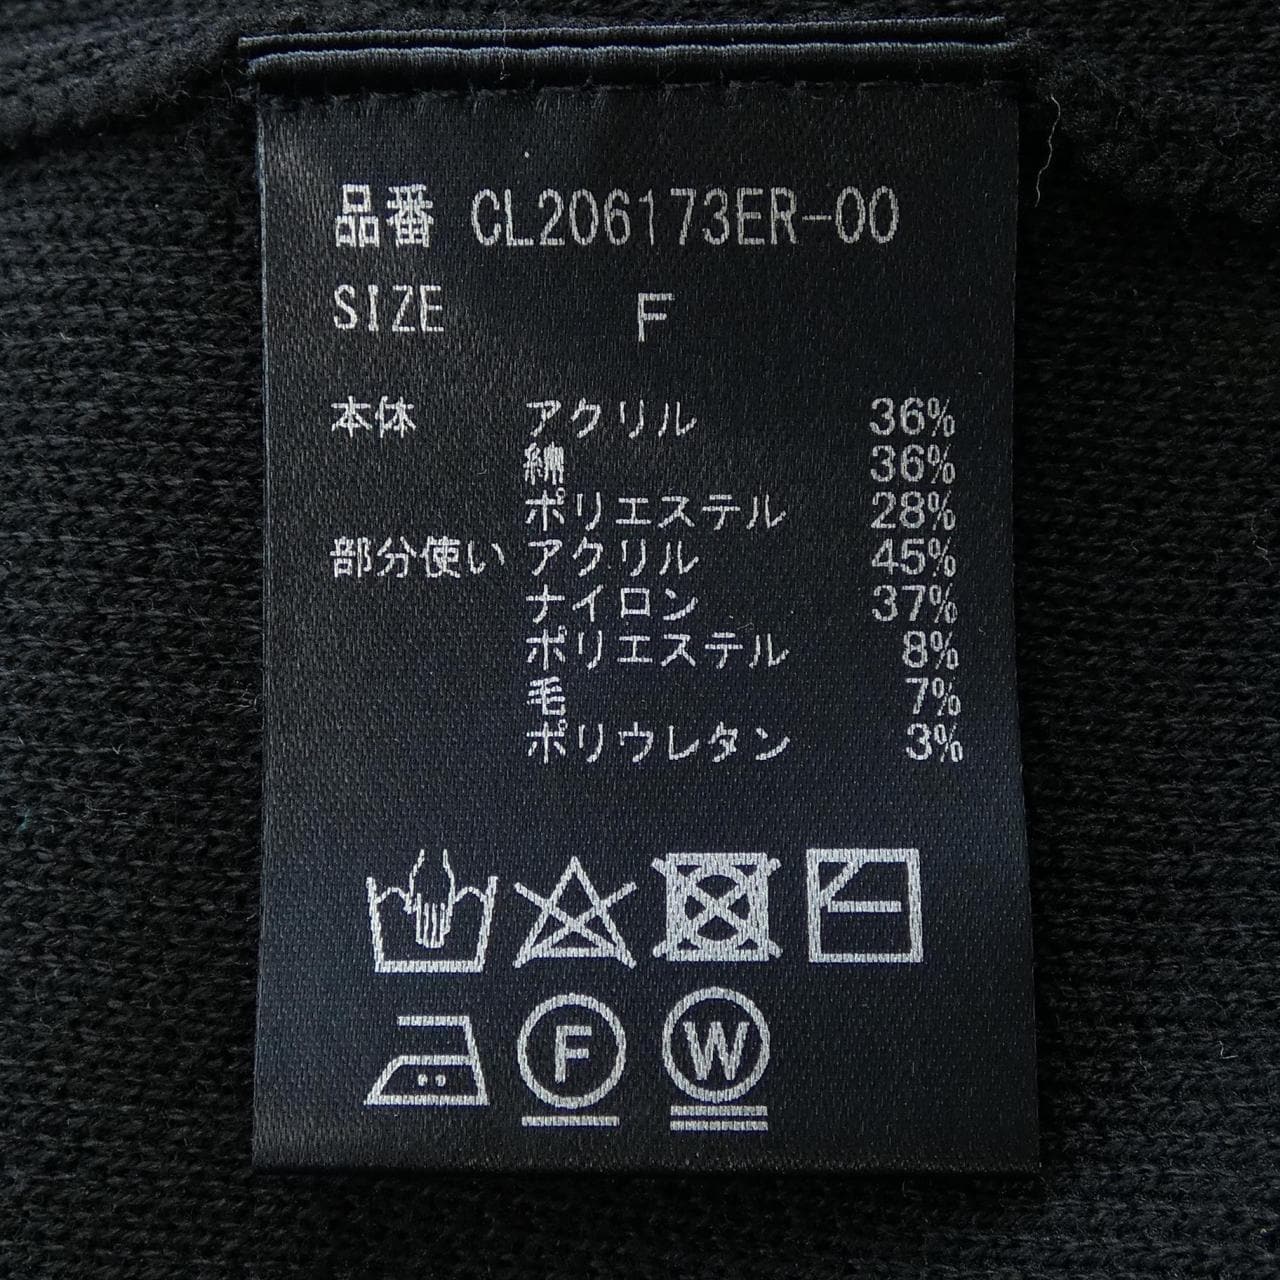 品番 CL206173ER-00
SIZE F
本体 アクリル 36%
綿 36%
ポリエステル 28%
部分使い アクリル 45%
ナイロン 37%
ポリエステル 8%
毛 7%
ポリウレタン 3%
F W